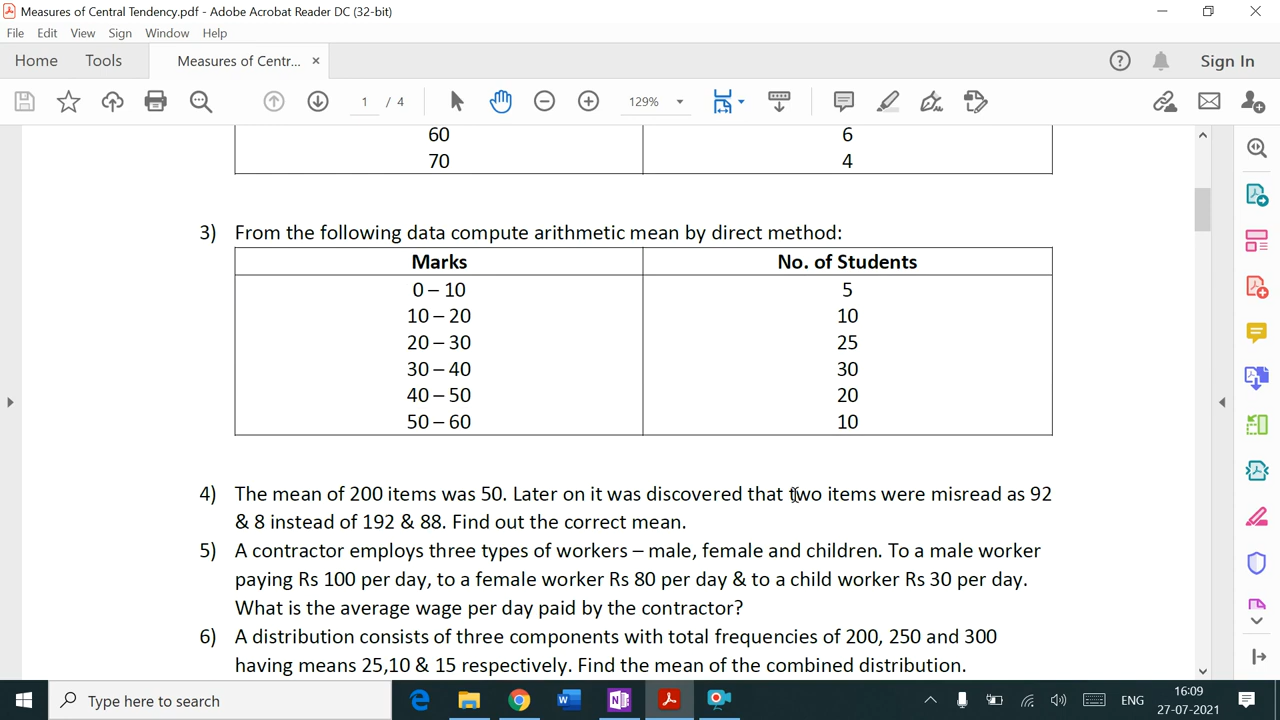 Measures of Central Tendency.pdf - Adobe Acrobat Reader DC (32-bit)
File Edit View Sign Window Help
Home Tools Measures of Centr... × Sign In
1 / 4 129%
60 6
70 4
3) From the following data compute arithmetic mean by direct method:
Marks No. of Students
0 – 10 5
10 – 20 10
20 – 30 25
30 – 40 30
40 – 50 20
50 – 60 10
4) The mean of 200 items was 50. Later on it was discovered that two items were misread as 92
& 8 instead of 192 & 88. Find out the correct mean.
5) A contractor employs three types of workers – male, female and children. To a male worker
paying Rs 100 per day, to a female worker Rs 80 per day & to a child worker Rs 30 per day.
What is the average wage per day paid by the contractor?
6) A distribution consists of three components with total frequencies of 200, 250 and 300
having means 25,10 & 15 respectively. Find the mean of the combined distribution.
Type here to search
ENG
16:09
27-07-2021